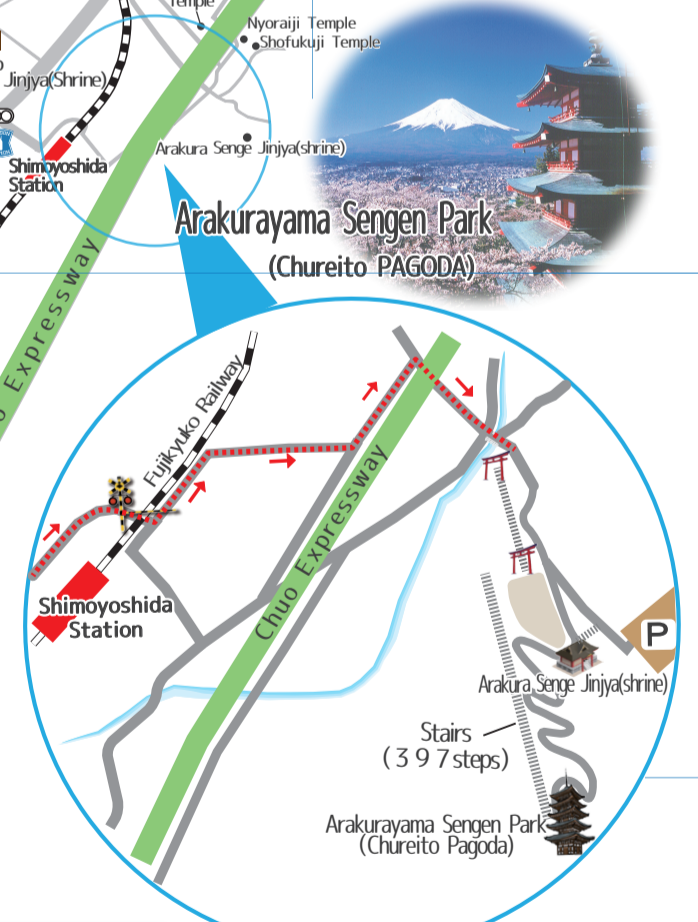 Temple
Nyoraiji Temple
Shofukuji Temple
Jinjya(Shrine)
Arakura Senge Jinjya(shrine)
Shimoyoshida
Station
Arakurayama Sengen Park
(Chureito PAGODA)
Expressway
Fujikyuko Railway
Chuo Expressway
Shimoyoshida
Station
P
Arakura Senge Jinjya(shrine)
Stairs
(397steps)
Arakurayama Sengen Park
(Chureito Pagoda)